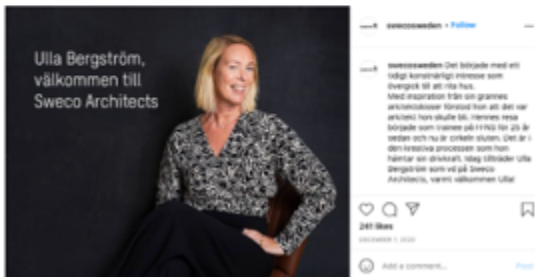 Ulla Bergström,
välkommen till
Sweco Architects
swecosweden • Follow
swecosweden Det började med ett
tidigt konstnärligt intresse som
övergick till att rita hus.
Med inspiration från sin grannes
arkitektböcker förstod hon att det var
arkitekt hon skulle bli. Hennes resa
började som trainee på FFNS för 25 år
sedan och nu är cirkeln sluten. Det är i
den kreativa processen som hon
hämtar sin drivkraft. Idag tillträder Ulla
Bergström som vd på Sweco
Architects, varmt välkommen Ulla!
241 likes
DECEMBER 1, 2020
Add a comment...
Post